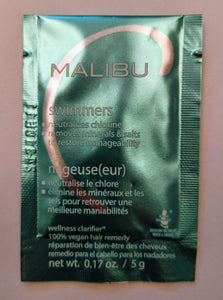 MALIBU
swimmers
• neutralizes chlorine
removes minerals & salts
to restore manageability
nageuse(eur)
• neutralise le chlore
• élimine les minéraux et les
sels pour retrouver une
meilleure maniabilités
wellness clarifier*
100% vegan hair remedy
réparation de bien-être des cheveux
remedio para el cabello para los nadadores
net wt. 0.17 oz. / 5 g